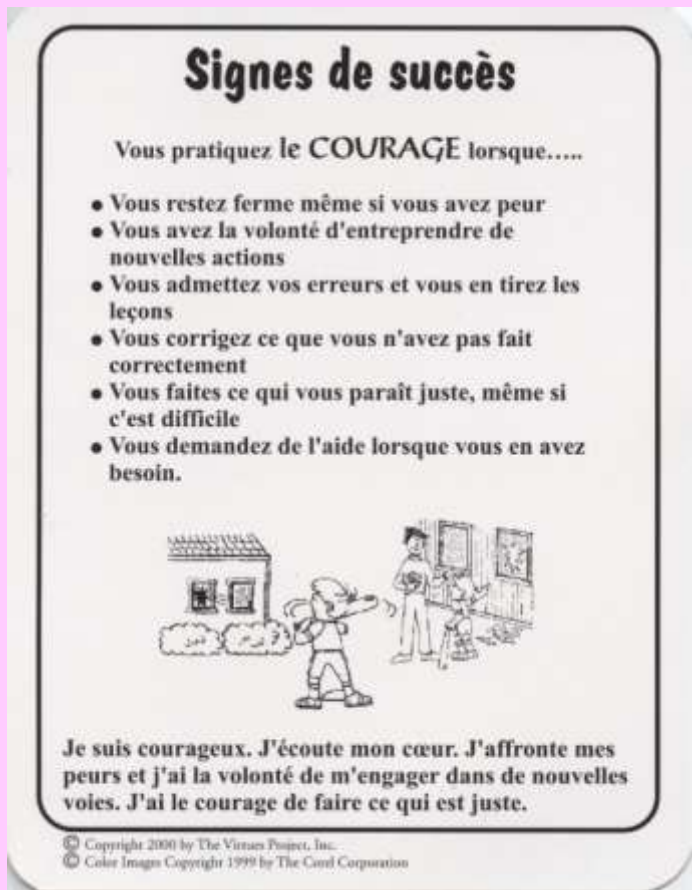 Signes de succès
Vous pratiquez le COURAGE lorsque.....
● Vous restez ferme même si vous avez peur
● Vous avez la volonté d'entreprendre de
nouvelles actions
● Vous admettez vos erreurs et vous en tirez les
leçons
● Vous corrigez ce que vous n'avez pas fait
correctement
● Vous faites ce qui vous paraît juste, même si
c'est difficile
● Vous demandez de l'aide lorsque vous en avez
besoin.
Je suis courageux. J'écoute mon cœur. J'affronte mes
peurs et j'ai la volonté de m'engager dans de nouvelles
voies. J'ai le courage de faire ce qui est juste.
© Copyright 2000 by The Virtues Project, Inc.
© Color Images Copyright 1999 by The Cord Corporation